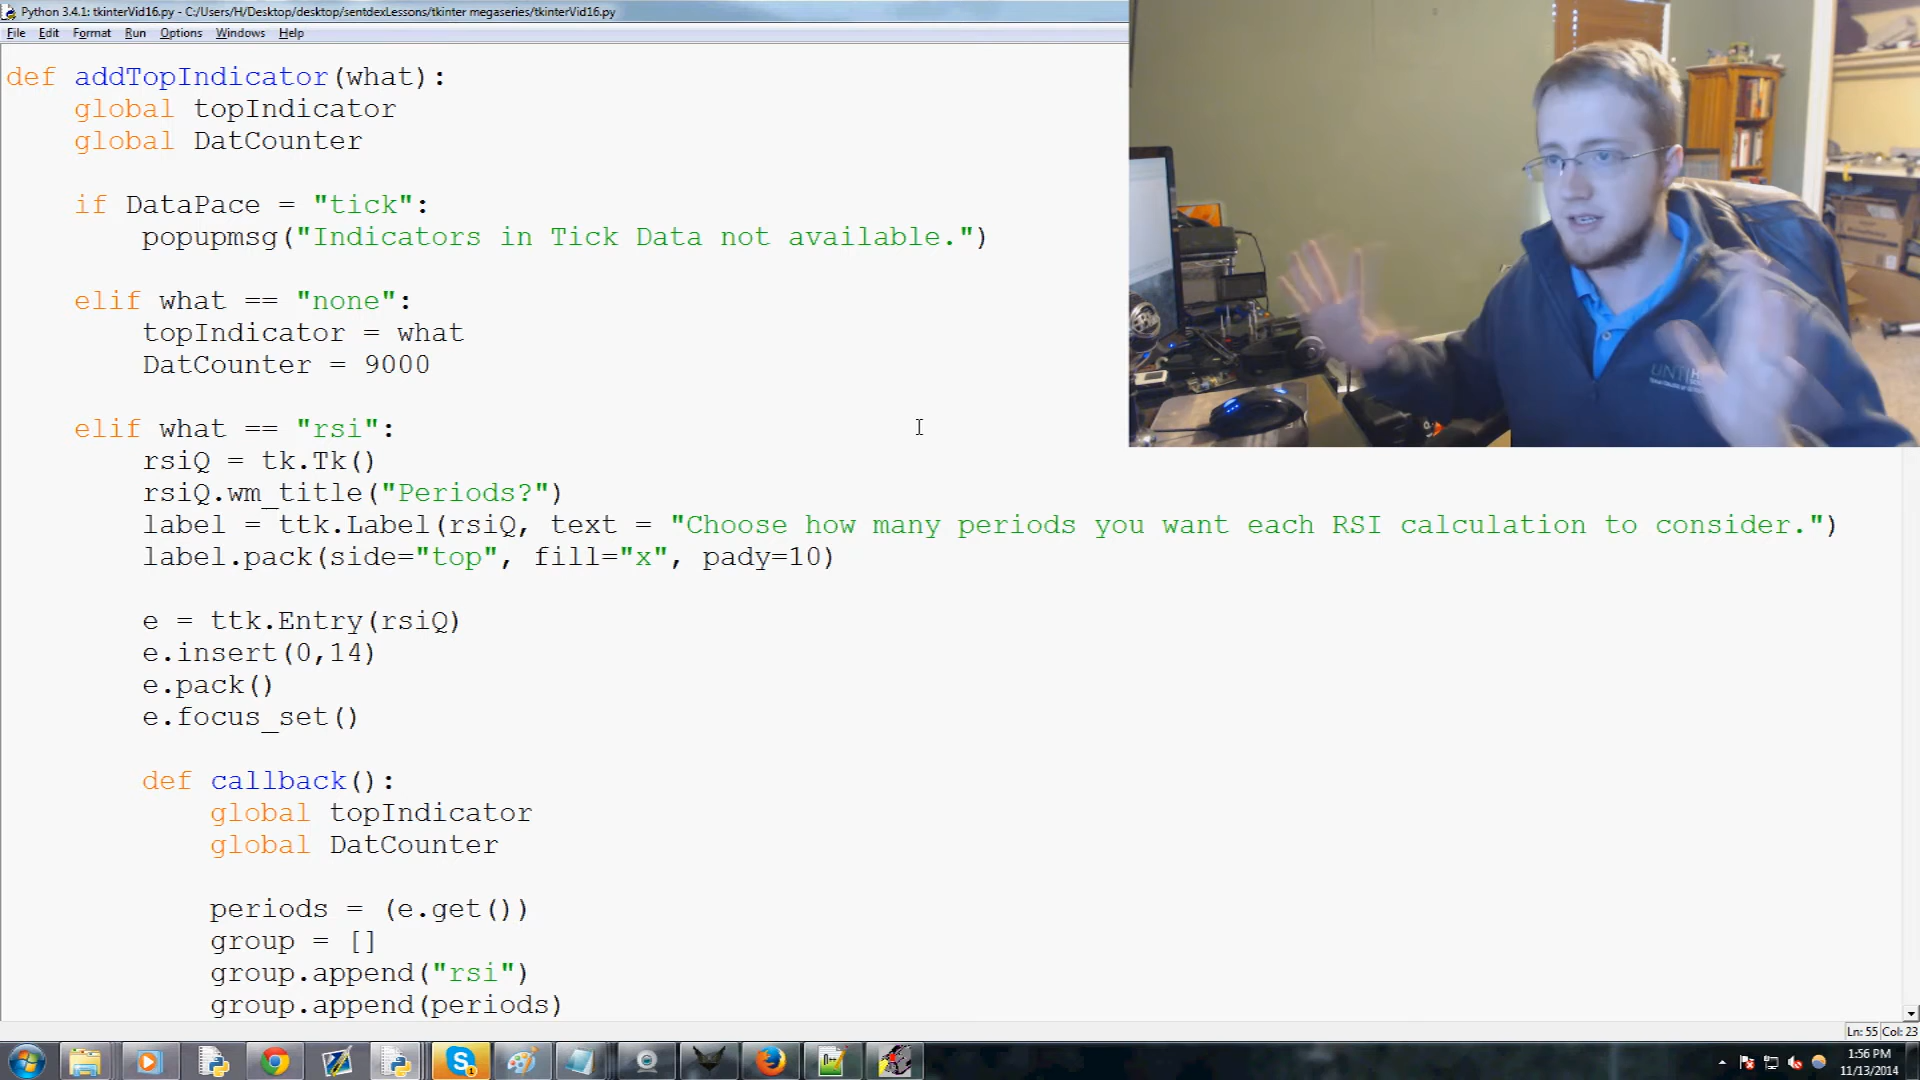 Python 3.4.1: tkinterVid16.py - C:/Users/H/Desktop/desktop/sentdexLessons/tkinter megaseries/tkinterVid16.py
File Edit Format Run Options Windows Help
def addTopIndicator(what):
global topIndicator
global DatCounter
if DataPace = "tick":
popupmsg("Indicators in Tick Data not available.")
elif what == "none":
topIndicator = what
DatCounter = 9000
elif what == "rsi":
rsiQ = tk.Tk()
rsiQ.wm_title("Periods?")
label = ttk.Label(rsiQ, text = "Choose how many periods you want each RSI calculation to consider.")
label.pack(side="top", fill="x", pady=10)
e = ttk.Entry(rsiQ)
e.insert(0,14)
e.pack()
e.focus_set()
def callback():
global topIndicator
global DatCounter
periods = (e.get())
group = []
group.append("rsi")
group.append(periods)
UNT
Ln: 55 Col: 23
1:56 PM
11/13/2014